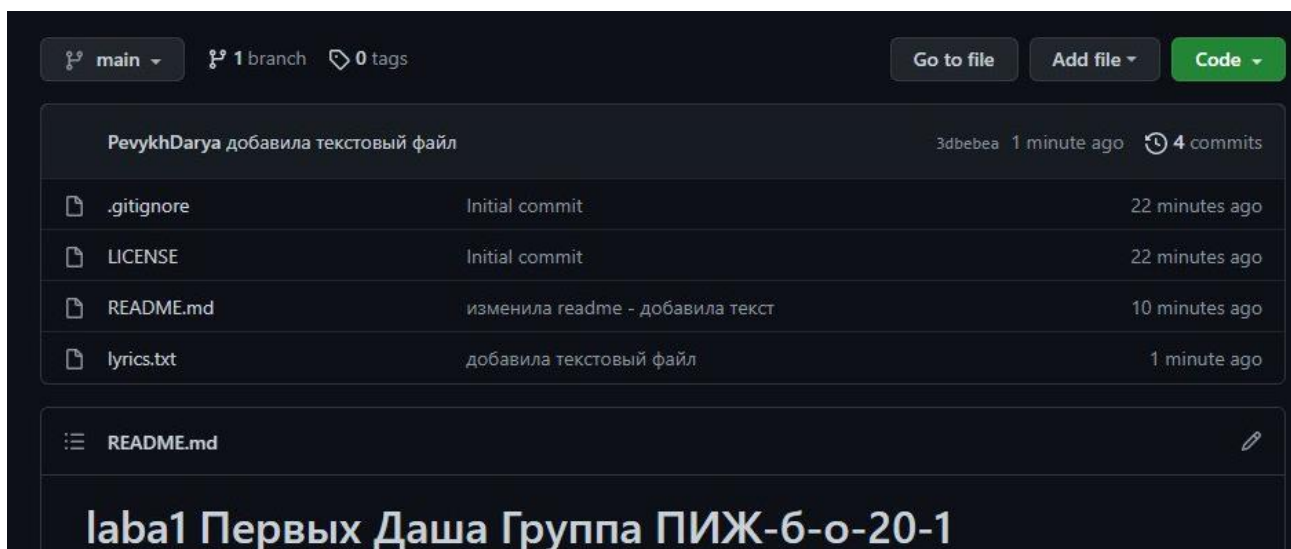 main 1 branch 0 tags Go to file Add file Code
PevykhDarya добавила текстовый файл 3dbebea 1 minute ago 4 commits
.gitignore Initial commit 22 minutes ago
LICENSE Initial commit 22 minutes ago
README.md изменила readme - добавила текст 10 minutes ago
lyrics.txt добавила текстовый файл 1 minute ago
README.md
laba1 Первых Даша Группа ПИЖ-б-о-20-1